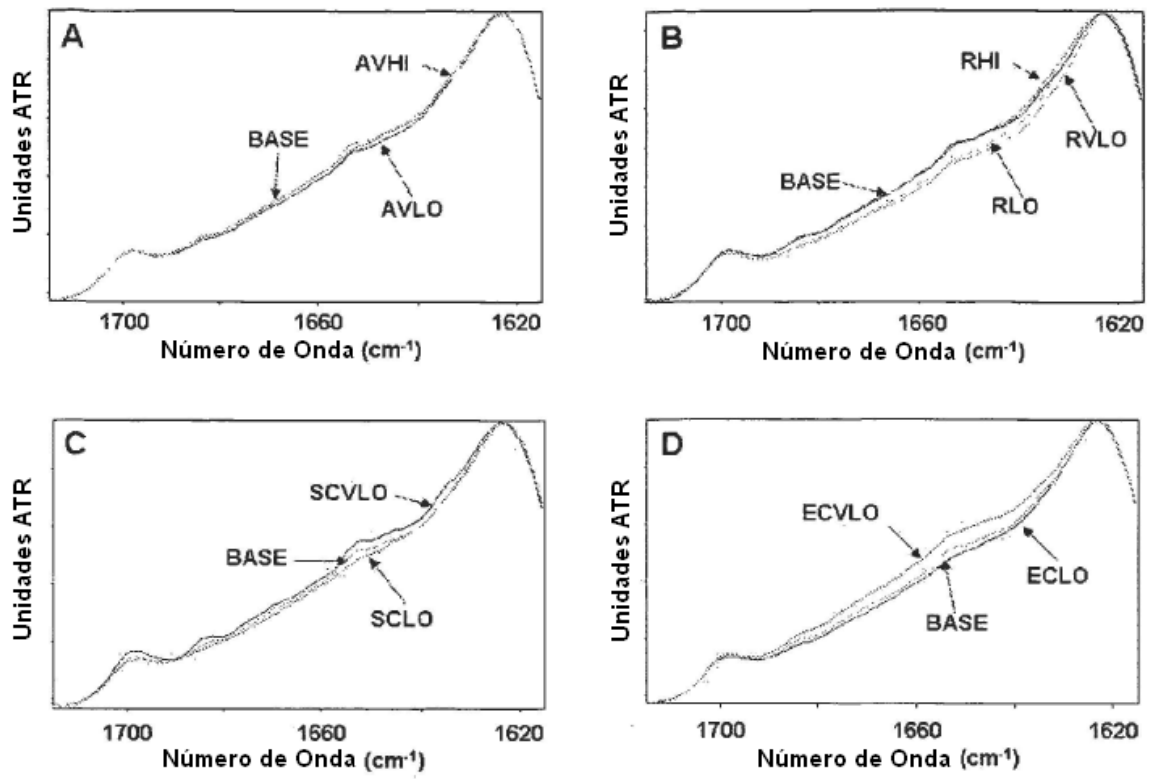 A
Unidades ATR
AVHI
BASE
AVLO
1700
1660
1620
Número de Onda (cm-1)
B
Unidades ATR
RHI
RVLO
BASE
RLO
1700
1660
1620
Número de Onda (cm-1)
C
Unidades ATR
SCVLO
BASE
SCLO
1700
1660
1620
Número de Onda (cm-1)
D
Unidades ATR
ECVLO
ECLO
BASE
1700
1660
1620
Número de Onda (cm-1)